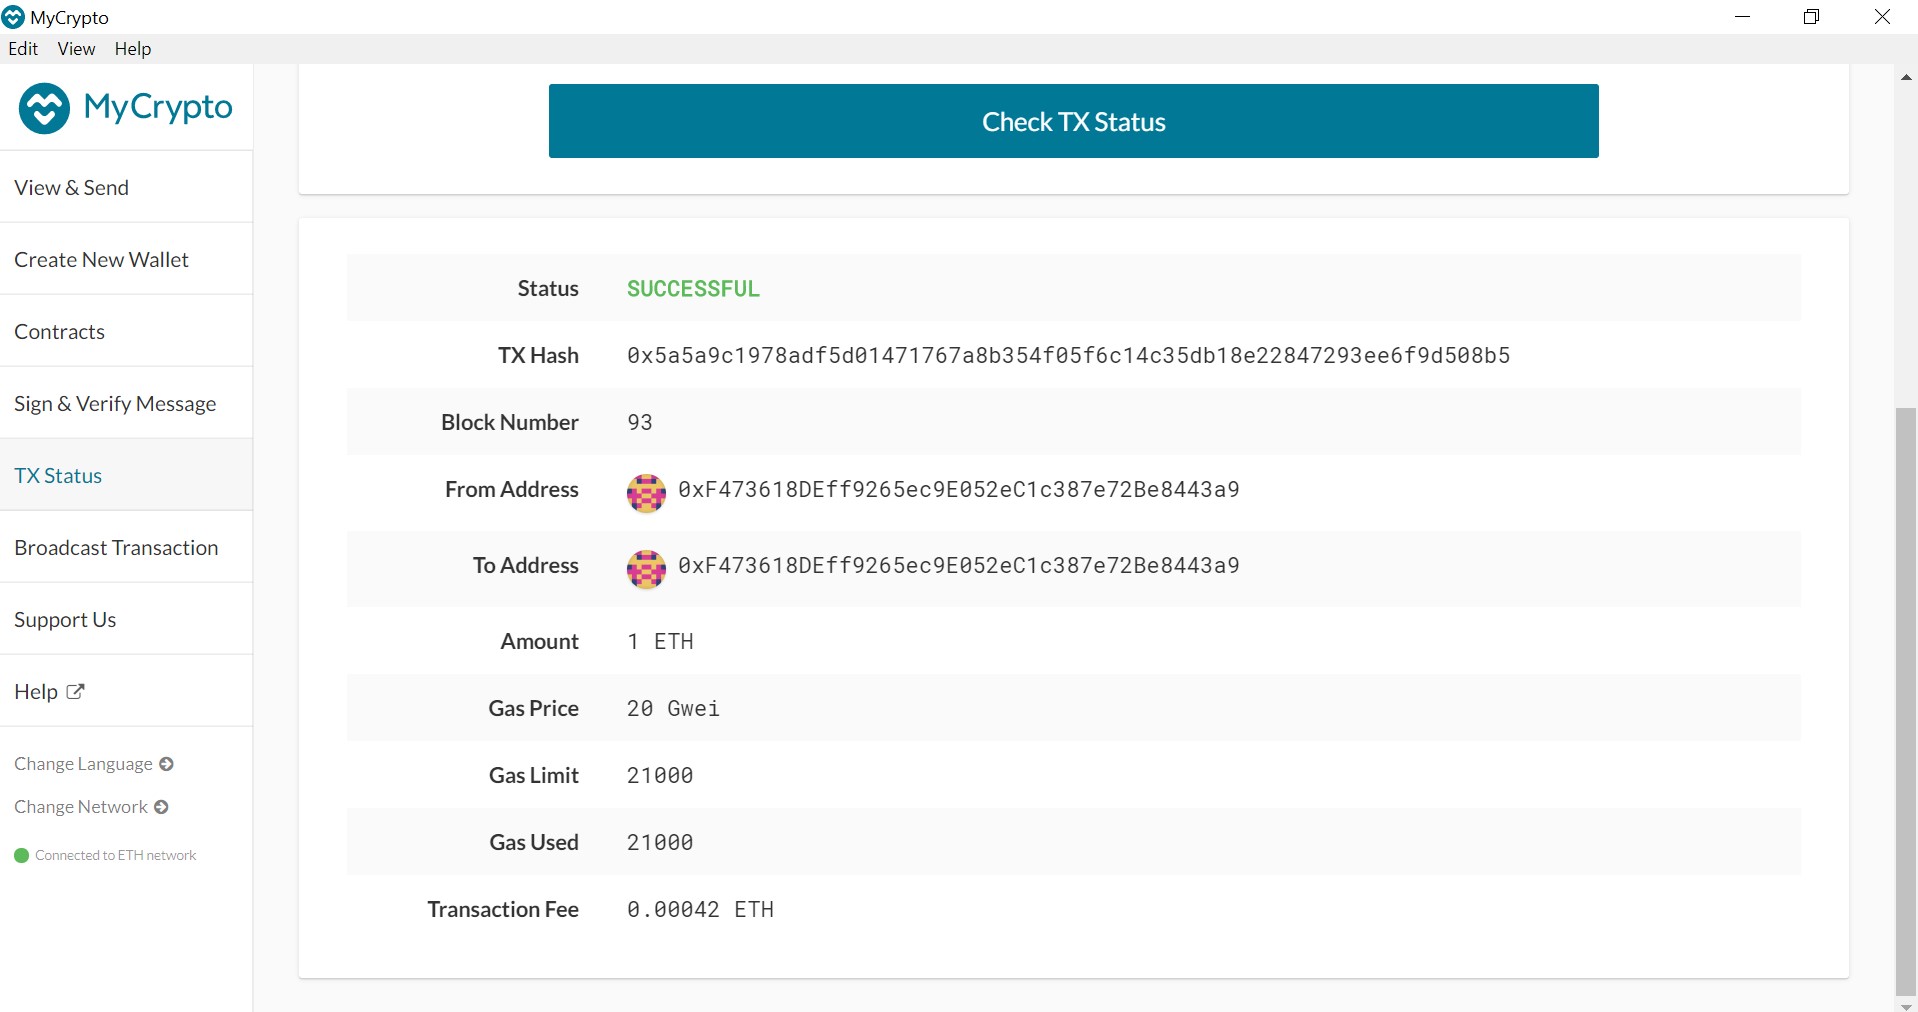 MyCrypto
Edit View Help
MyCrypto
View & Send
Create New Wallet
Contracts
Sign & Verify Message
TX Status
Broadcast Transaction
Support Us
Help
Change Language
Change Network
Connected to ETH network
Check TX Status
Status SUCCESSFUL
TX Hash 0x5a5a9c1978adf5d01471767a8b354f05f6c14c35db18e22847293ee6f9d508b5
Block Number 93
From Address 0xF473618DEff9265ec9E052eC1c387e72Be8443a9
To Address 0xF473618DEff9265ec9E052eC1c387e72Be8443a9
Amount 1 ETH
Gas Price 20 Gwei
Gas Limit 21000
Gas Used 21000
Transaction Fee 0.00042 ETH